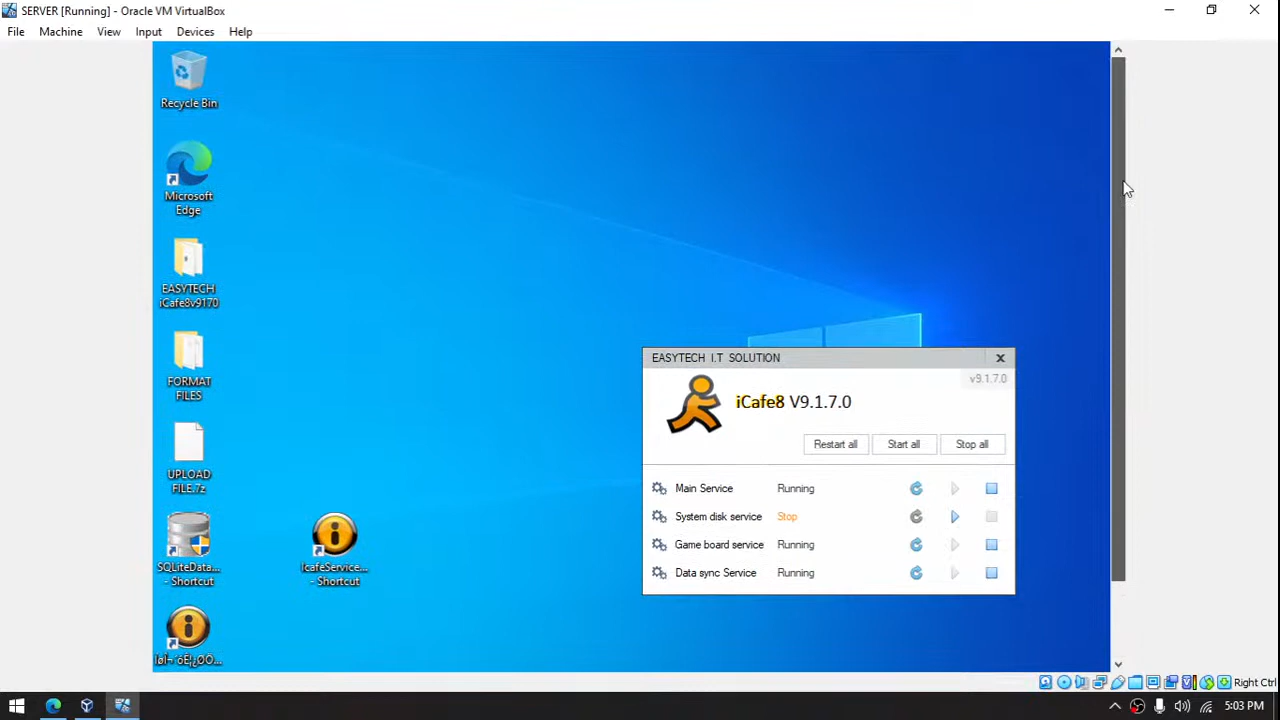 SERVER [Running] - Oracle VM VirtualBox
File Machine View Input Devices Help
Recycle Bin
Microsoft
Edge
EASYTECH
iCafe8v9170
FORMAT
FILES
UPLOAD
FILE.7z
SQLiteData...
- Shortcut
IcafeService...
- Shortcut
EASYTECH I.T SOLUTION
v9.1.7.0
iCafe8 V9.1.7.0
Restart all Start all Stop all
Main Service Running
System disk service Stop
Game board service Running
Data sync Service Running
Right Ctrl
5:03 PM